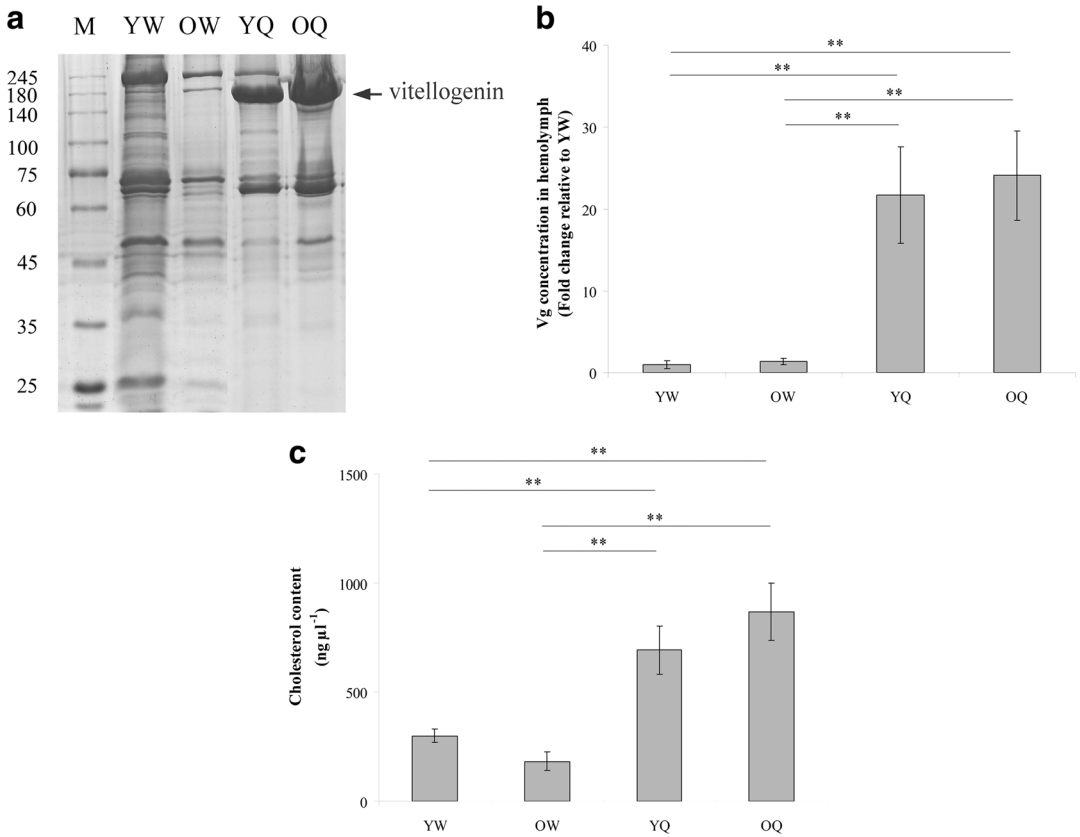 a
M YW OW YQ OQ
245
180
140
100
75
60
45
35
25
vitellogenin
b
Vg concentration in hemolymph
(Fold change relative to YW)
40
30
20
10
0
**
**
**
**
YW OW YQ OQ
c
Cholesterol content
(ng µl-1)
1500
1000
500
0
**
**
**
**
YW OW YQ OQ